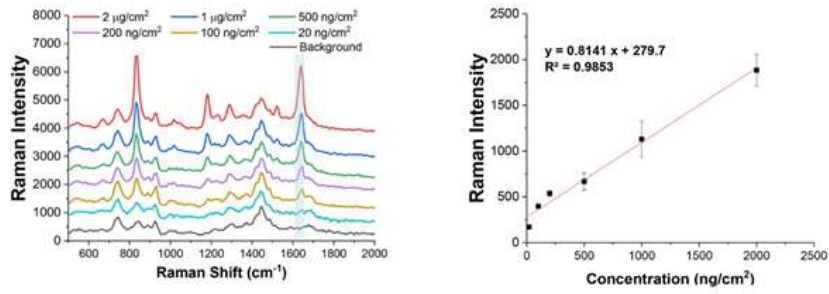 2 µg/cm² 1 µg/cm² 500 ng/cm²
200 ng/cm² 100 ng/cm² 20 ng/cm²
Background
8000
7000
6000
5000
4000
3000
2000
1000
0
Raman Intensity
600 800 1000 1200 1400 1600 1800 2000
Raman Shift (cm⁻¹)
y = 0.8141 x + 279.7
R² = 0.9853
2500
2000
1500
1000
500
0
Raman Intensity
0 500 1000 1500 2000 2500
Concentration (ng/cm²)